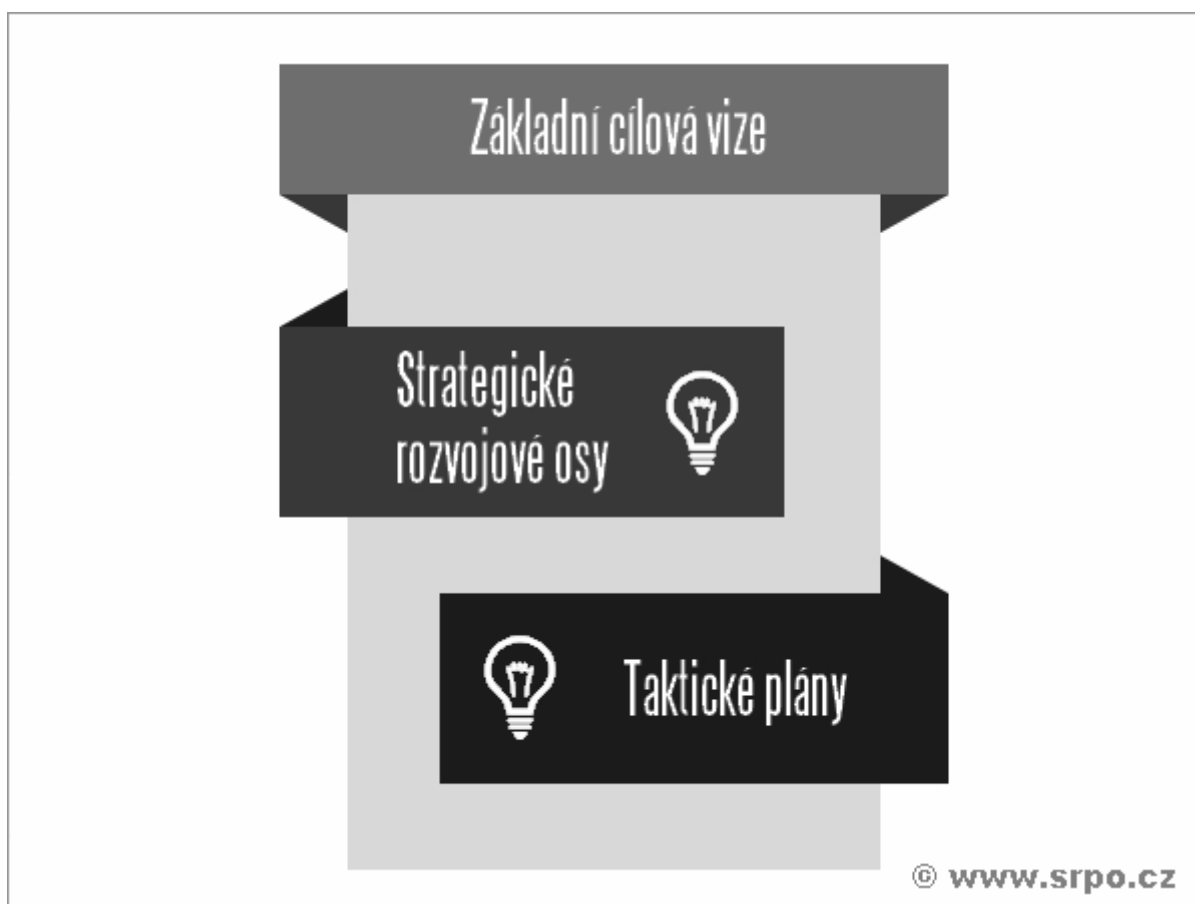 Základní cílová vize
Strategické
rozvojové osy
Taktické plány
© www.srpo.cz